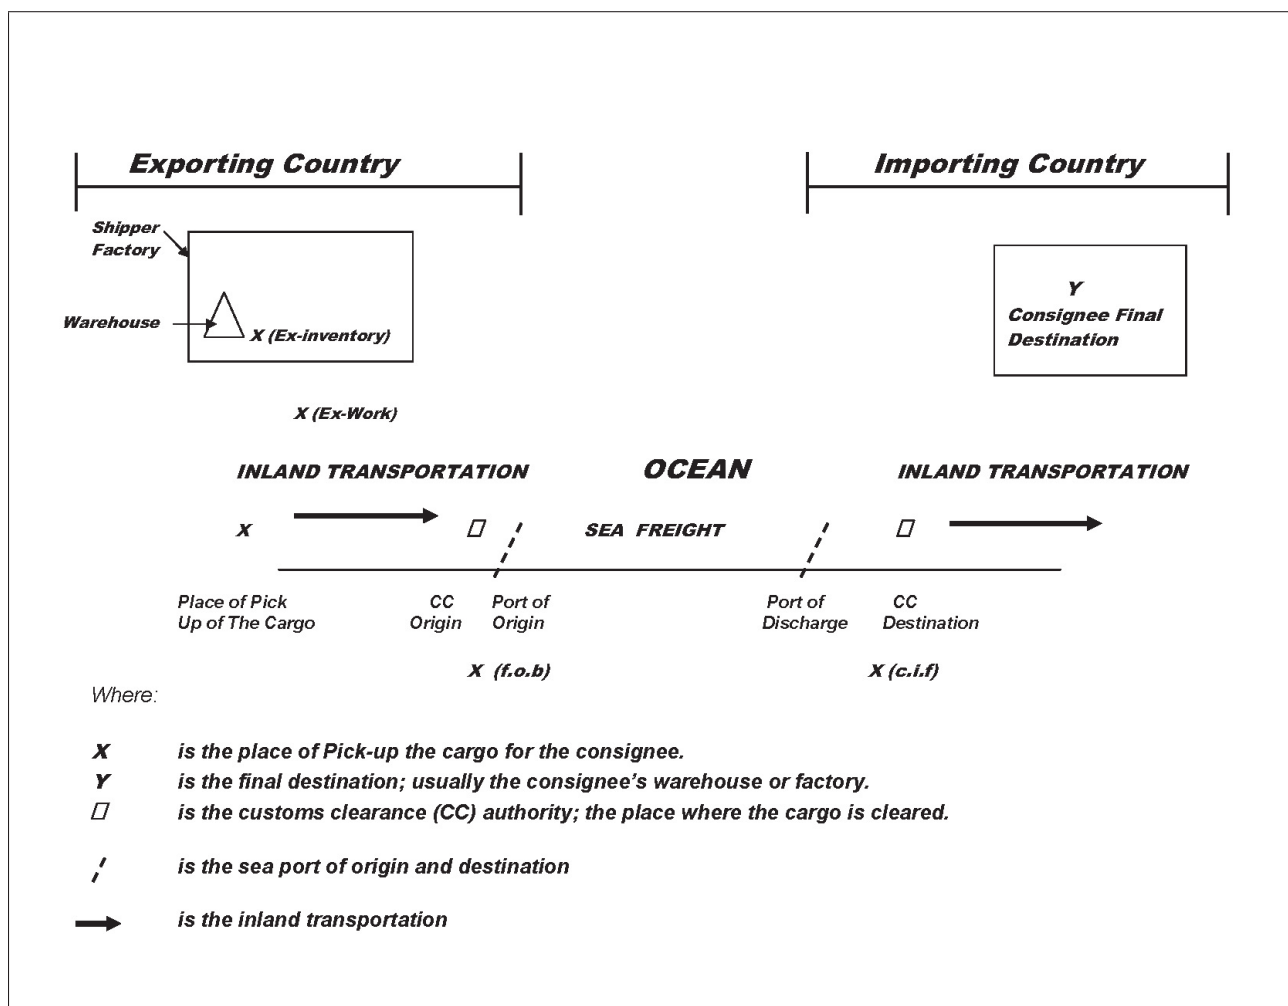 Exporting Country
Importing Country
Shipper
Factory
Warehouse
X (Ex-inventory)
Y
Consignee Final
Destination
X (Ex-Work)
INLAND TRANSPORTATION
OCEAN
INLAND TRANSPORTATION
X
SEA FREIGHT
Place of Pick
Up of The Cargo
CC
Origin
Port of
Origin
Port of
Discharge
CC
Destination
X (f.o.b)
X (c.i.f)
Where:
X is the place of Pick-up the cargo for the consignee.
Y is the final destination; usually the consignee's warehouse or factory.
is the customs clearance (CC) authority; the place where the cargo is cleared.
is the sea port of origin and destination
is the inland transportation